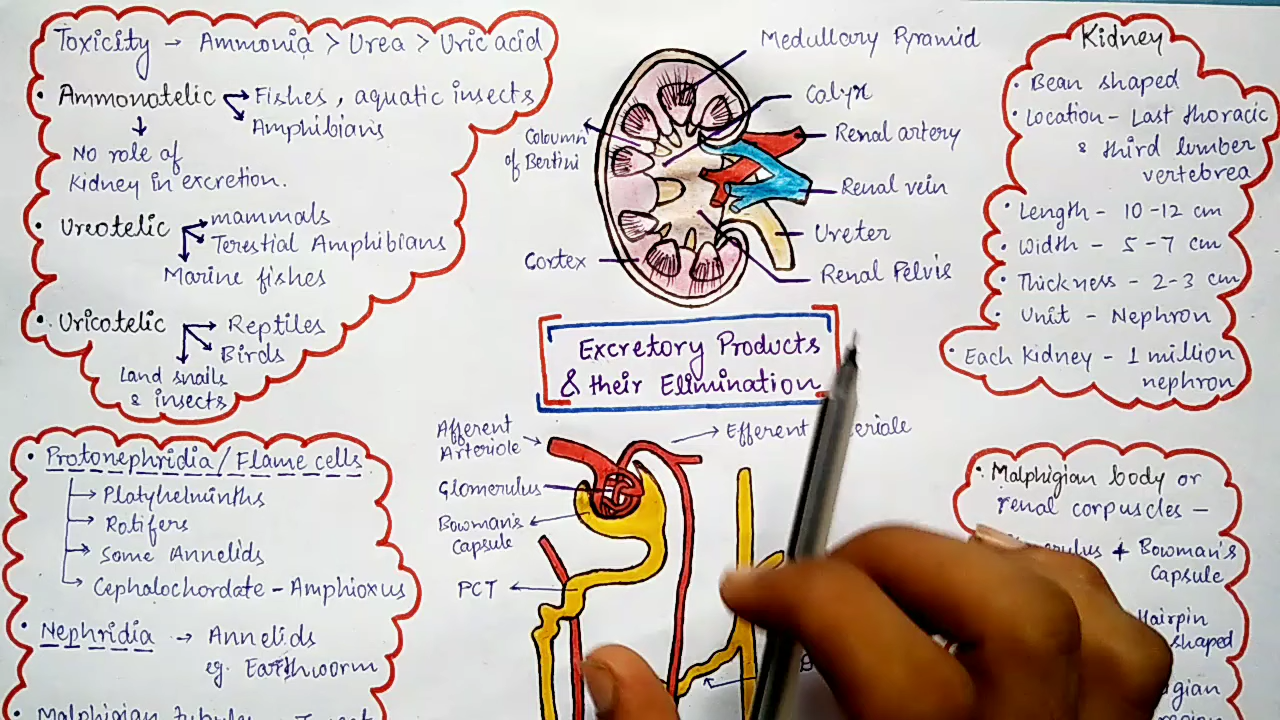 Toxicity → Ammonia > Urea > Uric acid
• Ammonotelic → Fishes, aquatic insects
Amphibians
No role of
Kidney in excretion.
• Ureotelic → mammals
Terestial Amphibians
Marine fishes
• Uricotelic → Reptiles
Birds
Land snails
& insects
• Protonephridia / Flame cells
→ Platyhelminths
→ Rotifers
→ Some Annelids
→ Cephalochordate - Amphioxus
• Nephridia → Annelids
eg. Earthworm
Medullary Pyramid
Calyx
Renal artery
Renal vein
Ureter
Renal Pelvis
Coloumn
of Bertini
Cortex
Excretory Products
& their Elimination
Afferent
Arteriole
Efferent
Glomerulus
Bowman's
Capsule
PCT
Kidney
• Bean shaped
• Location - Last thoracic
& third lumber
vertebrea
• Length - 10-12 cm
• Width - 5-7 cm
• Thickness - 2-3 cm
• Unit - Nephron
• Each Kidney - 1 million
nephron
• Malphigian body or
renal corpuscles -
+ Bowman's
Capsule
Hairpin
shaped